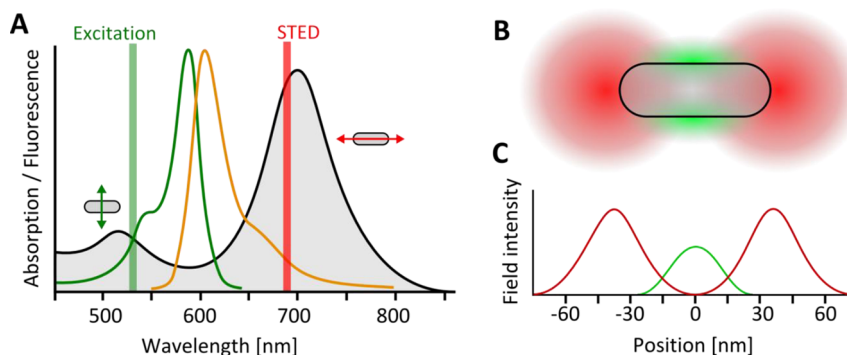 A
Excitation
STED
Absorption / Fluorescence
500
600
700
800
Wavelength [nm]
B
C
Field intensity
-60
-30
0
30
60
Position [nm]